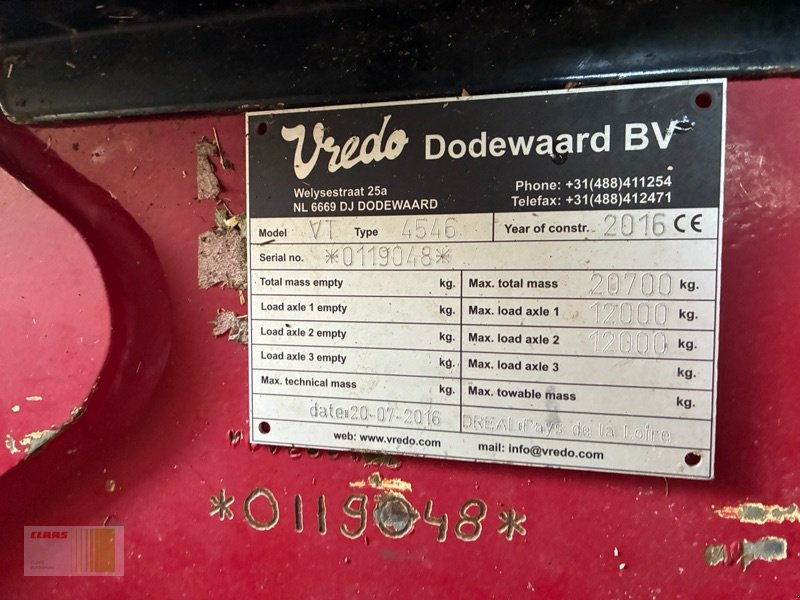 Vredo Dodewaard BV
Welysestraat 25a Phone: +31(488)411254
NL 6669 DJ DODEWAARD Telefax: +31(488)412471
Model VT Type 4546 Year of constr. 2016 CE
Serial no. *0119048*
Total mass empty kg. Max. total mass 20700 kg.
Load axle 1 empty kg. Max. load axle 1 12000 kg.
Load axle 2 empty kg. Max. load axle 2 12000 kg.
Load axle 3 empty kg. Max. load axle 3 kg.
Max. technical mass kg. Max. towable mass kg.
date:20-07-2016 DREAL:Pays de la Loire
web: www.vredo.com mail: info@vredo.com
*0119048*
CLAAS